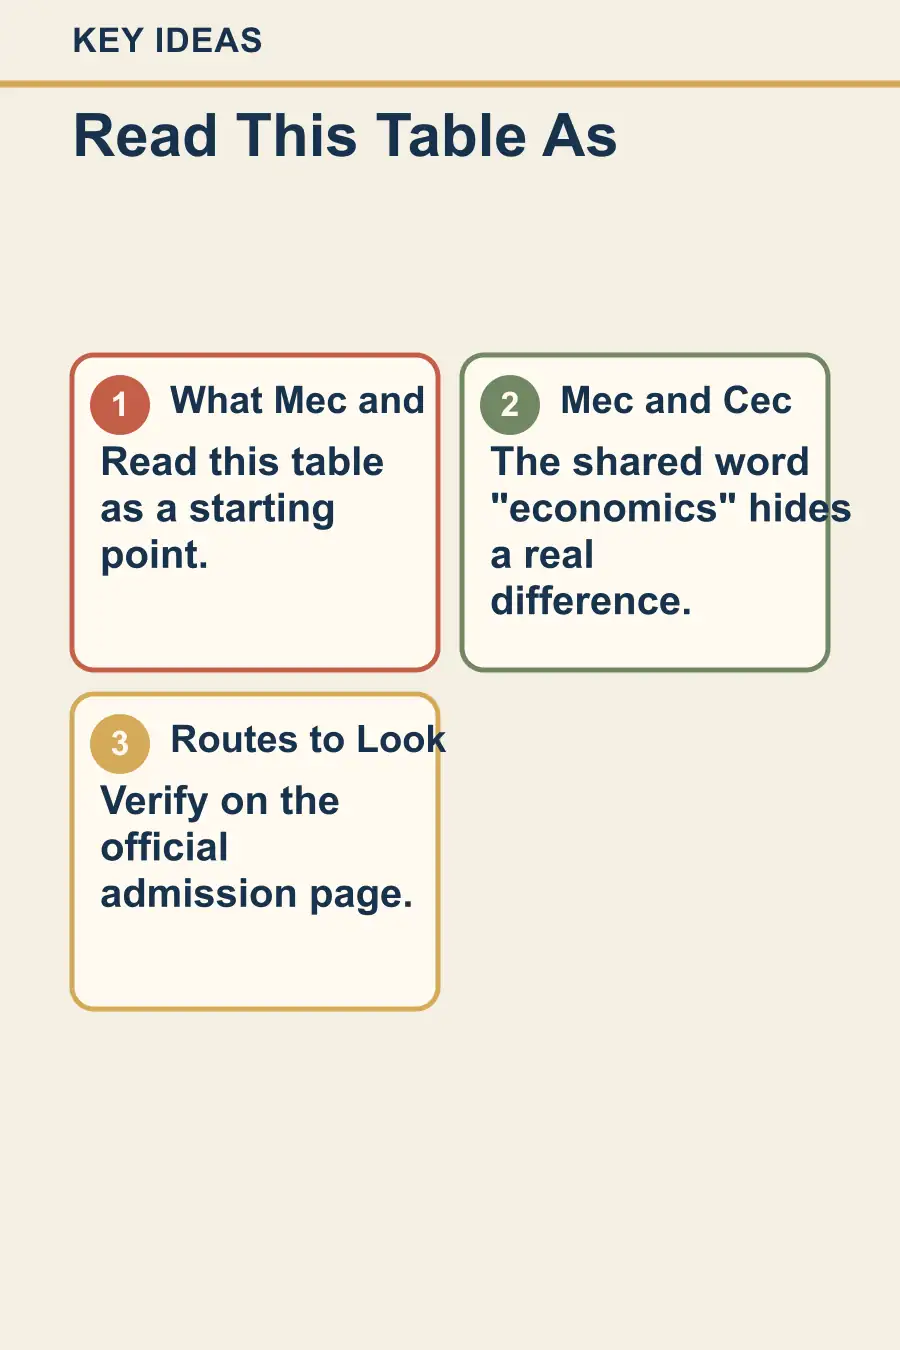 KEY IDEAS
Read This Table As
1
What Mec and
Read this table
as a starting
point.
2
Mec and Cec
The shared word
"economics" hides
a real
difference.
3
Routes to Look
Verify on the
official
admission page.